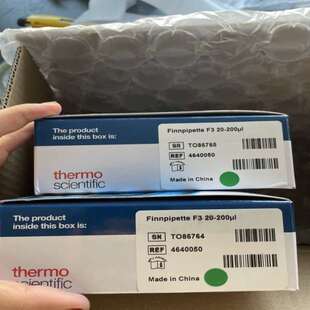 The product
inside this box is:
thermo
scientific
Finnpipette F3 20-200µl
SN TO86765
REF 4640050
Made in China
The product
inside this box is:
thermo
scientific
Finnpipette F3 20-200µl
SN TO86764
REF 4640050
Made in China